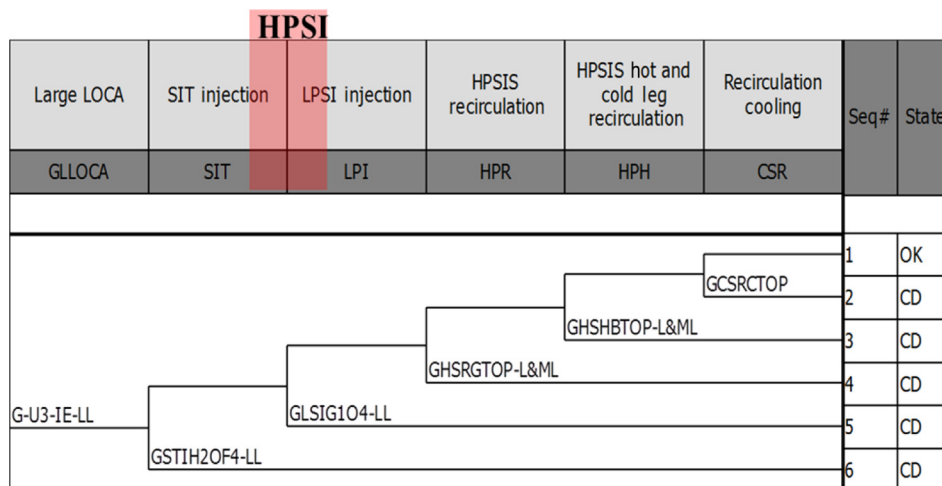 HPSI
Large LOCA
SIT injection
LPSI injection
HPSIS
recirculation
HPSIS hot and
cold leg
recirculation
Recirculation
cooling
Seq#
State
GLLOCA
SIT
LPI
HPR
HPH
CSR
1
OK
GCSRCTOP
2
CD
GHSHBTOP-L&ML
3
CD
GHSRGTOP-L&ML
4
CD
G-U3-IE-LL
GLSIG1O4-LL
5
CD
GSTIH2OF4-LL
6
CD